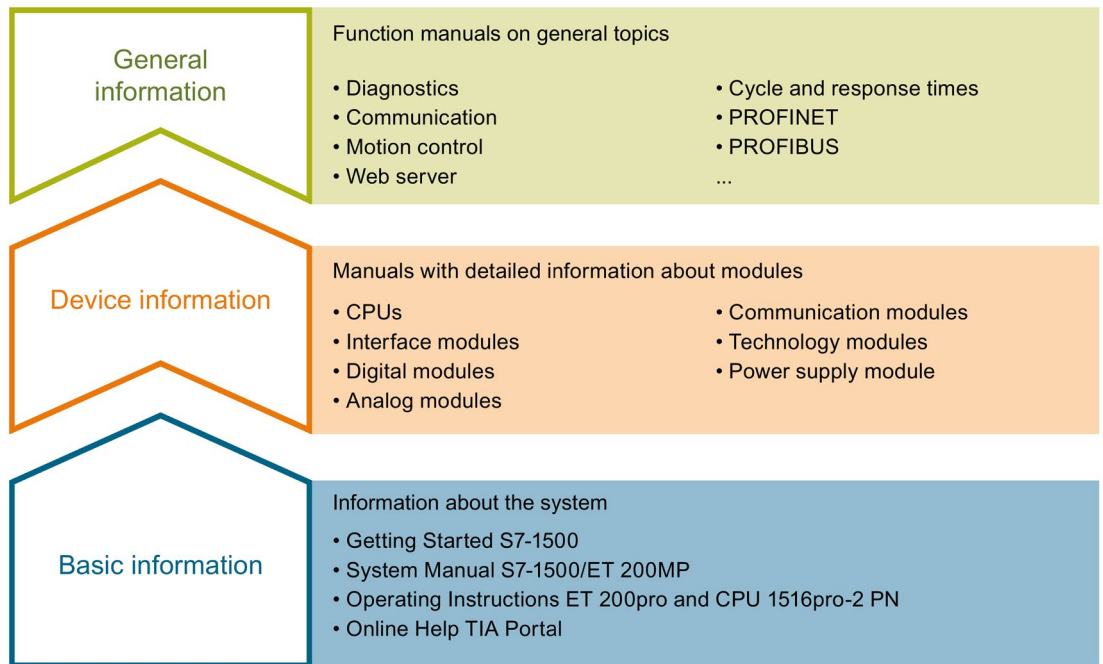 General
information
Function manuals on general topics
• Diagnostics
• Communication
• Motion control
• Web server
• Cycle and response times
• PROFINET
• PROFIBUS
...
Device information
Manuals with detailed information about modules
• CPUs
• Interface modules
• Digital modules
• Analog modules
• Communication modules
• Technology modules
• Power supply module
Basic information
Information about the system
• Getting Started S7-1500
• System Manual S7-1500/ET 200MP
• Operating Instructions ET 200pro and CPU 1516pro-2 PN
• Online Help TIA Portal